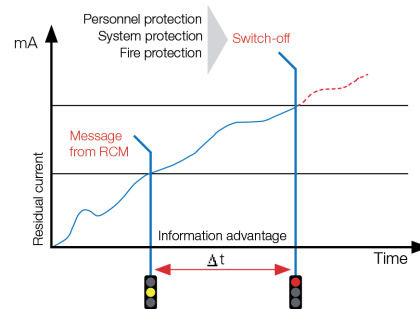 Personnel protection
System protection
Fire protection
Switch-off
mA
Message
from RCM
Residual current
Information advantage
Time
Δt